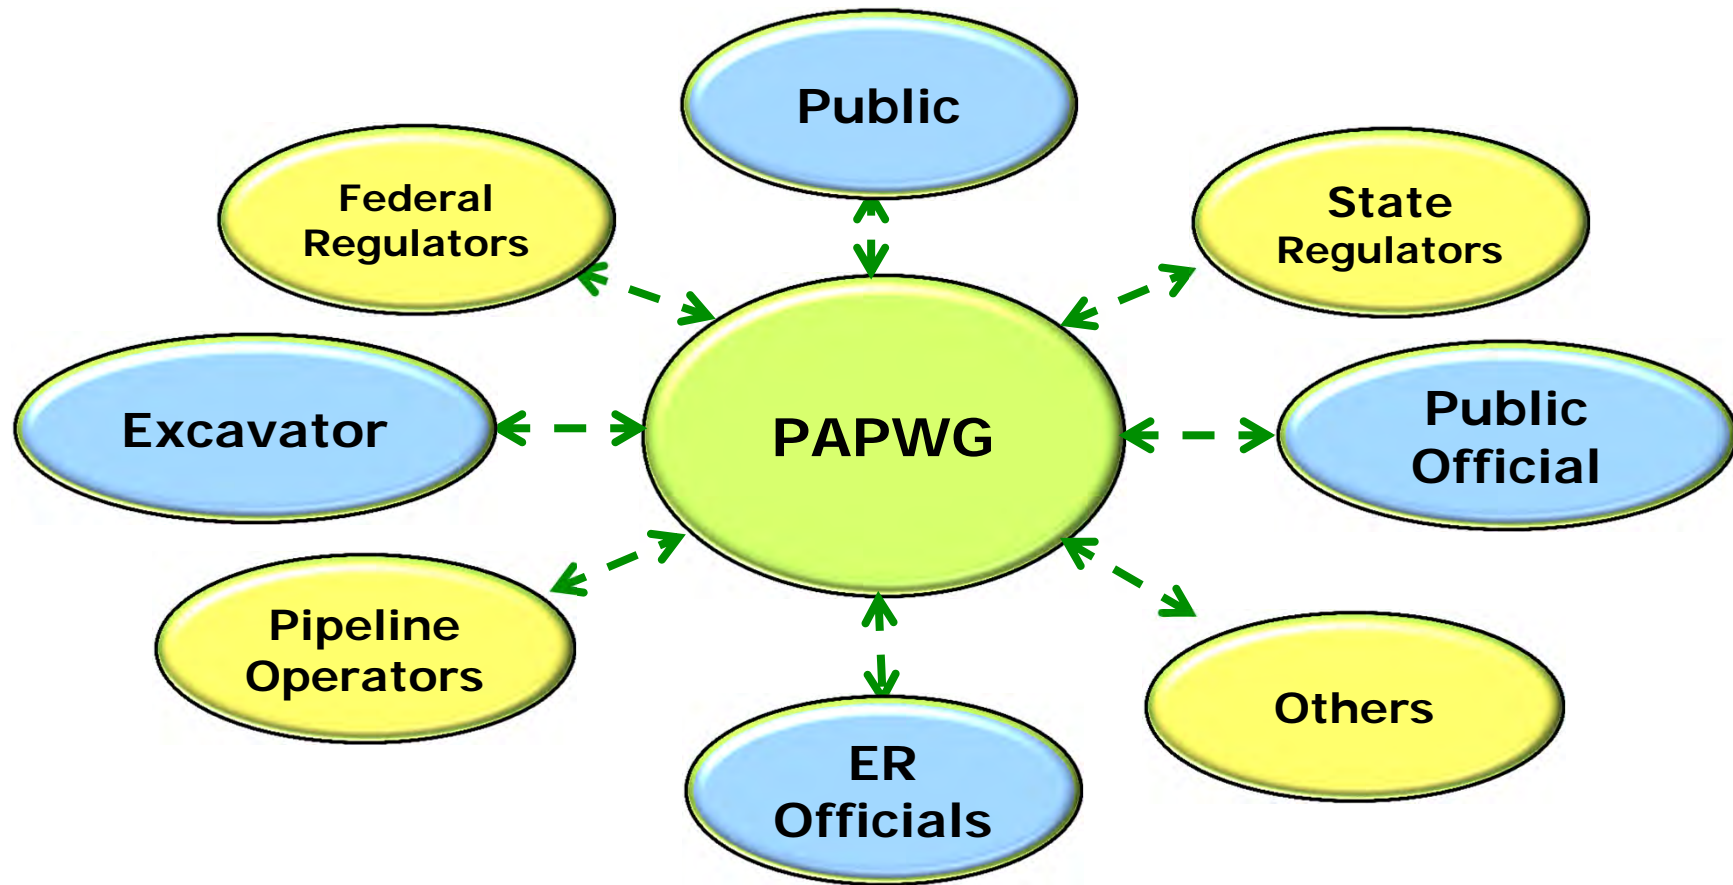 Public
Federal
Regulators
State
Regulators
Excavator
PAPWG
Public
Official
Pipeline
Operators
Others
ER
Officials